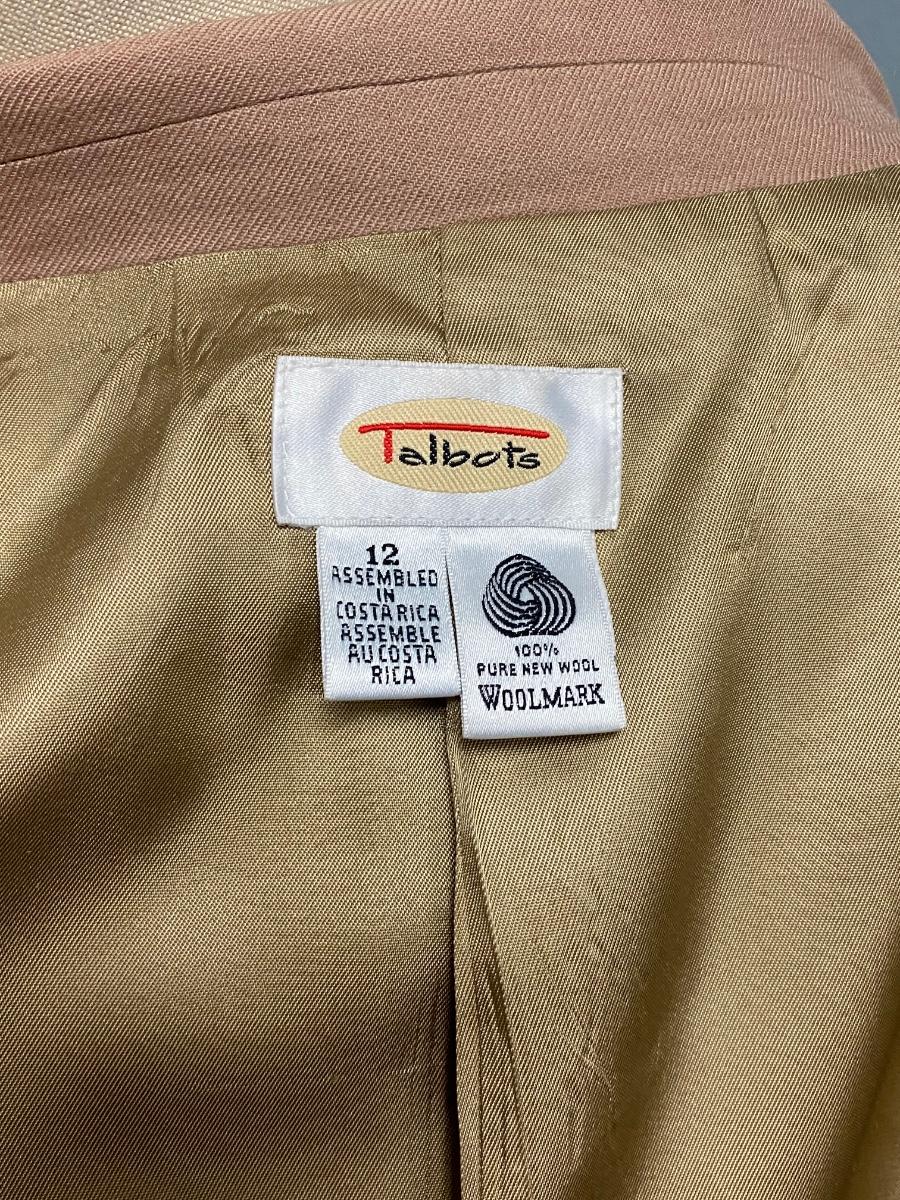 Talbots
12
ASSEMBLED
IN
COSTA RICA
ASSEMBLE
AU COSTA
RICA
100%
PURE NEW WOOL
WOOLMARK